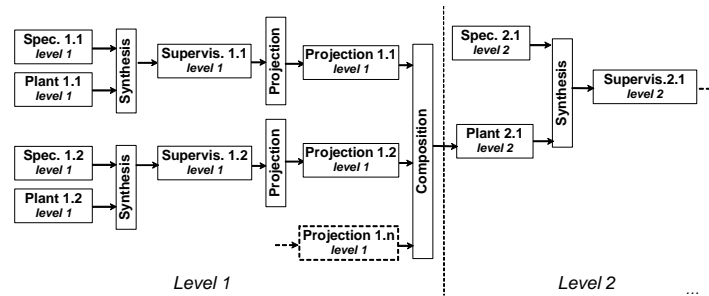 Spec. 1.1
level 1
Plant 1.1
level 1
Synthesis
Supervis. 1.1
level 1
Projection
Projection 1.1
level 1
Spec. 1.2
level 1
Plant 1.2
level 1
Synthesis
Supervis. 1.2
level 1
Projection
Projection 1.2
level 1
Projection 1.n
level 1
Composition
Level 1
Spec. 2.1
level 2
Plant 2.1
level 2
Synthesis
Supervis.2.1
level 2
Level 2
...